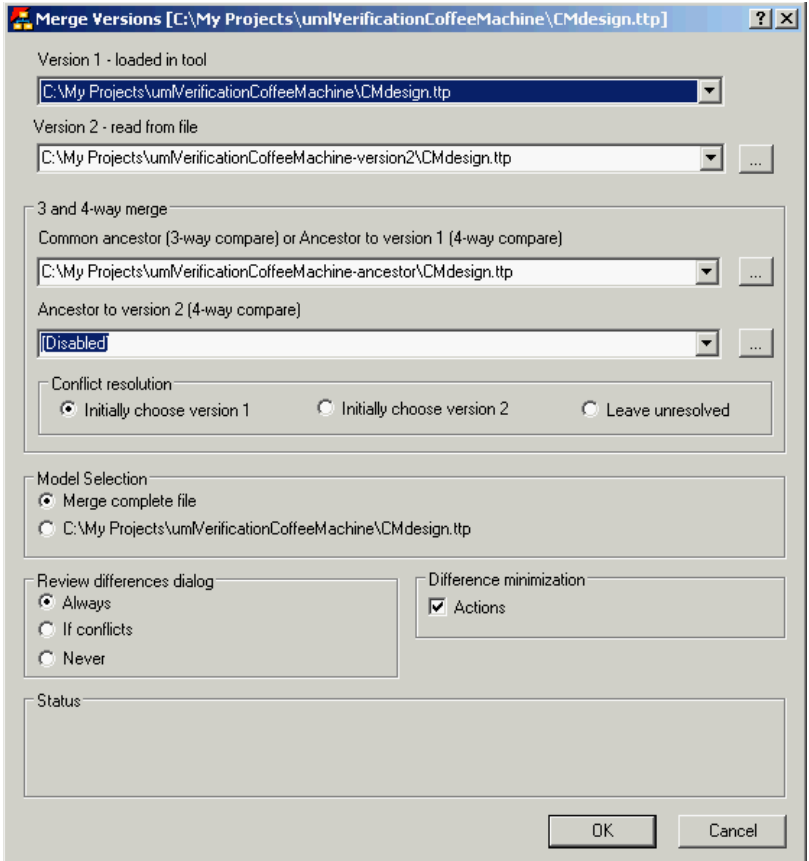 Merge Versions [C:\My Projects\umlVerificationCoffeeMachine\CMdesign.ttp]
Version 1 - loaded in tool
C:\My Projects\umlVerificationCoffeeMachine\CMdesign.ttp
Version 2 - read from file
C:\My Projects\umlVerificationCoffeeMachine-version2\CMdesign.ttp
...
3 and 4-way merge
Common ancestor (3-way compare) or Ancestor to version 1 (4-way compare)
C:\My Projects\umlVerificationCoffeeMachine-ancestor\CMdesign.ttp
...
Ancestor to version 2 (4-way compare)
[Disabled]
...
Conflict resolution
Initially choose version 1 Initially choose version 2 Leave unresolved
Model Selection
Merge complete file
C:\My Projects\umlVerificationCoffeeMachine\CMdesign.ttp
Review differences dialog
Always
If conflicts
Never
Difference minimization
Actions
Status
OK Cancel